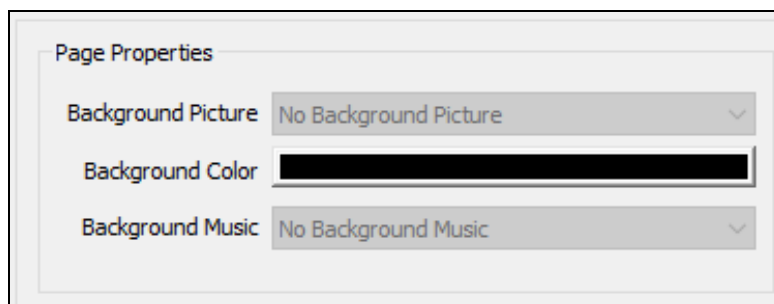 Page Properties
Background Picture No Background Picture
Background Color
Background Music No Background Music